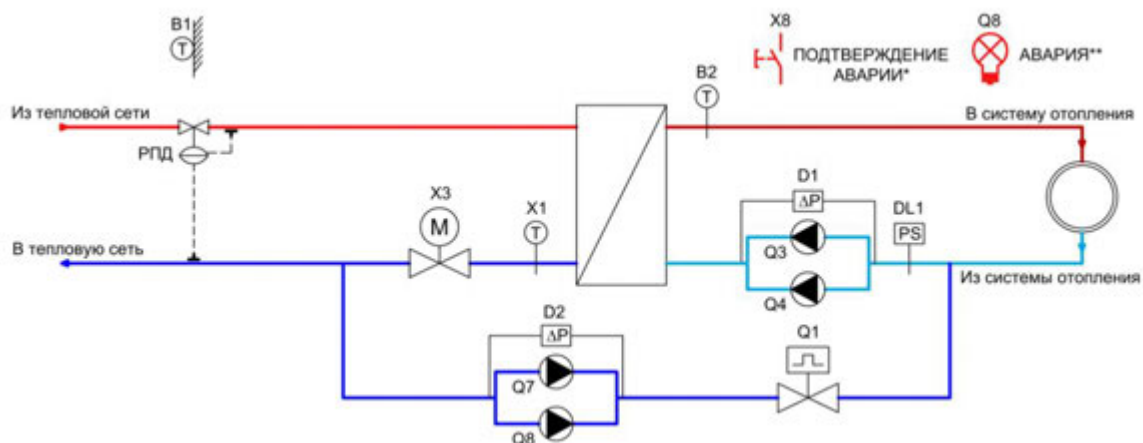 B1
T
X8
ПОДТВЕРЖДЕНИЕ
АВАРИИ*
Q8
АВАРИЯ**
Из тепловой сети
РПД
B2
T
В систему отопления
X3
M
X1
T
D1
ΔP
Q3
Q4
DL1
PS
В тепловую сеть
Из системы отопления
D2
ΔP
Q7
Q8
Q1